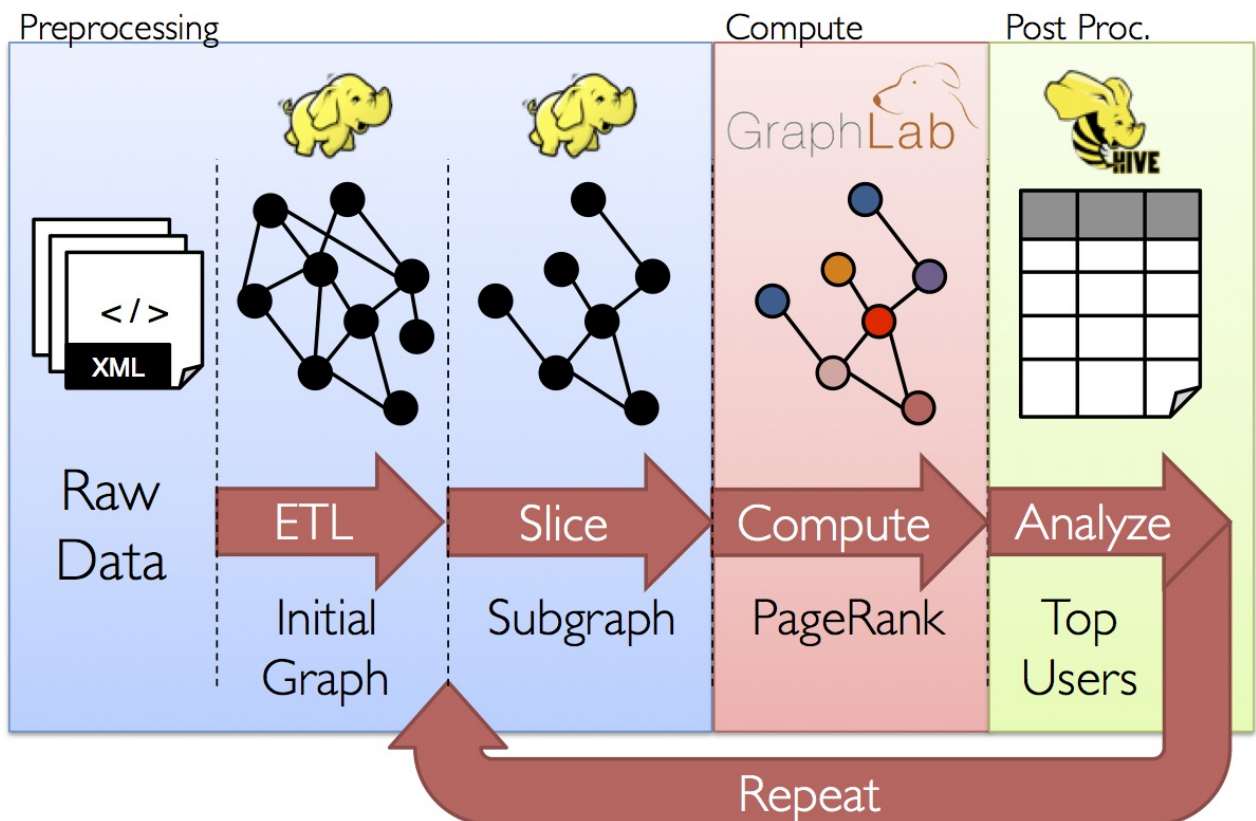 Preprocessing
Compute
Post Proc.
GraphLab
HIVE
</>
XML
Raw
Data
ETL
Slice
Compute
Analyze
Initial
Graph
Subgraph
PageRank
Top
Users
Repeat